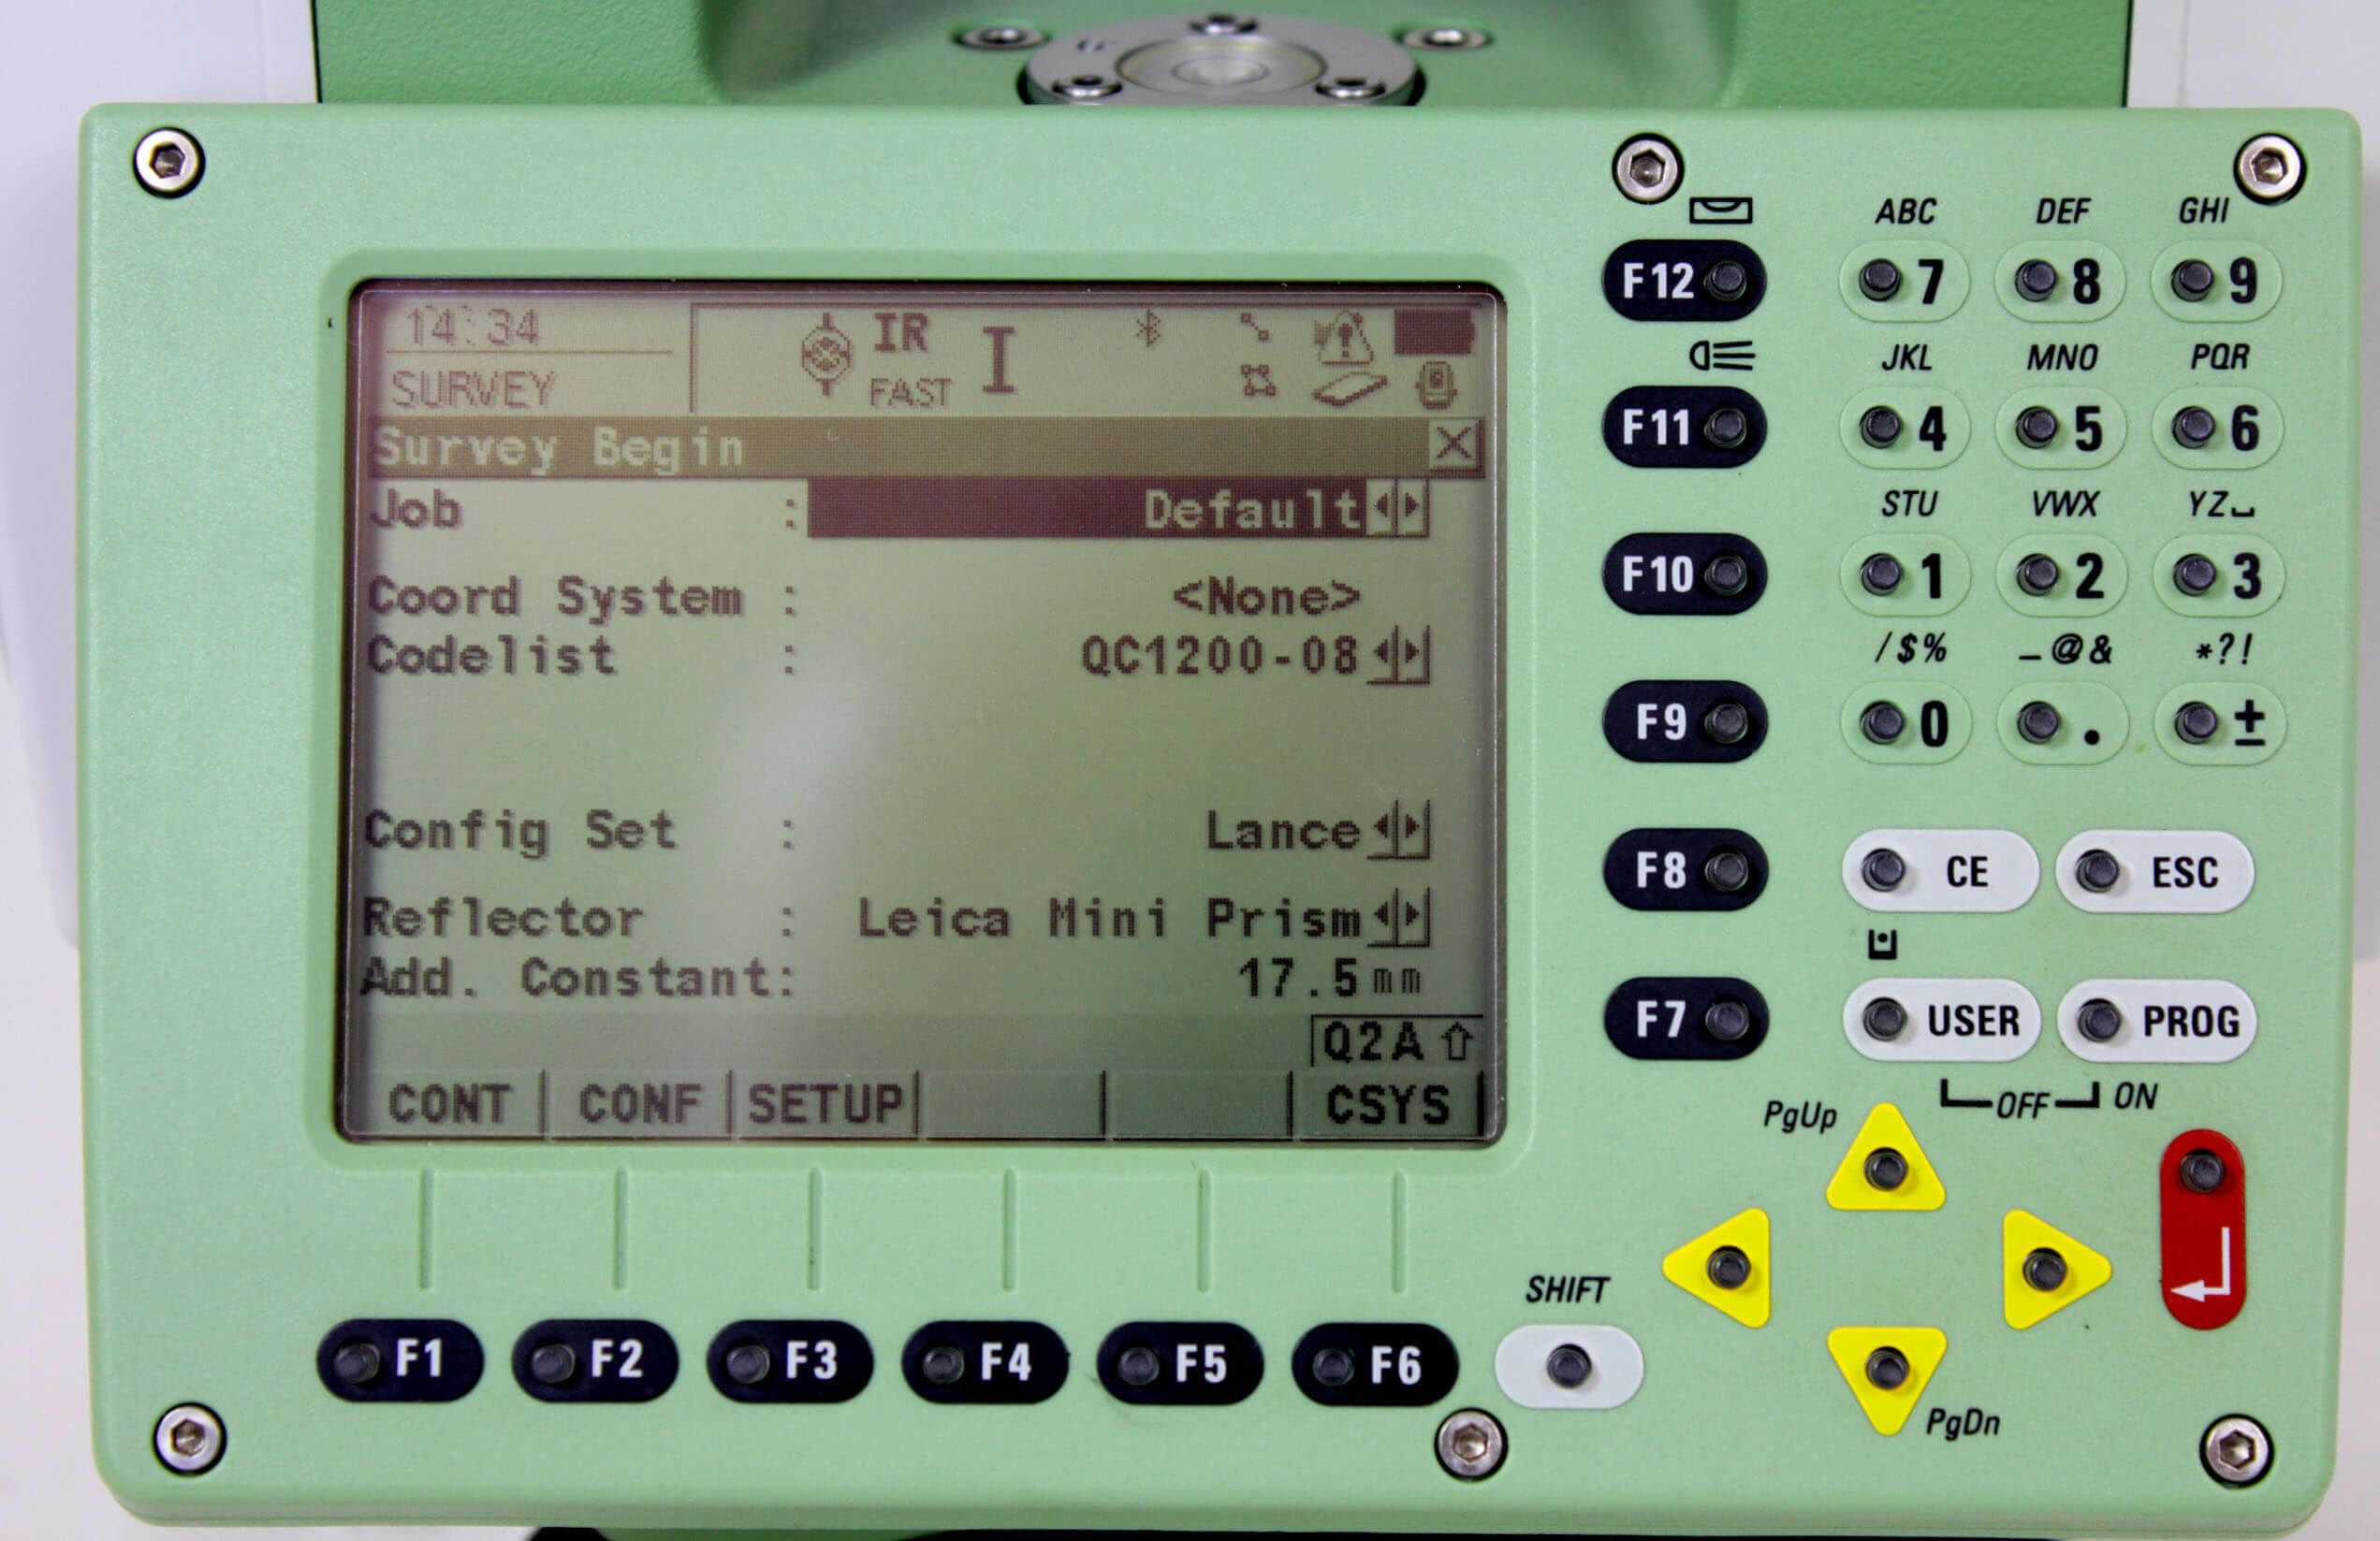 14:34
IR
I
SURVEY
FAST
Survey Begin
Job : Default
Coord System : <None>
Codelist : QC1200-08
Config Set : Lance
Reflector : Leica Mini Prism
Add. Constant: 17.5 mm
Q2A
CONT CONF SETUP CSYS
F1 F2 F3 F4 F5 F6
SHIFT
ABC DEF GHI
F12 7 8 9
JKL MNO PQR
F11 4 5 6
STU VWX YZ␣
F10 1 2 3
/$% _@& *?!
F9 0 . ±
F8 CE ESC
F7 USER PROG
OFF ON
PgUp
PgDn